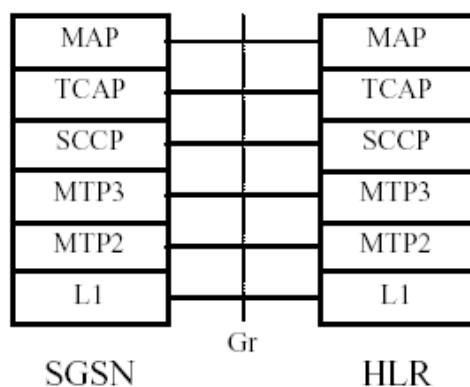 MAP MAP
TCAP TCAP
SCCP SCCP
MTP3 MTP3
MTP2 MTP2
L1 L1
Gr
SGSN HLR